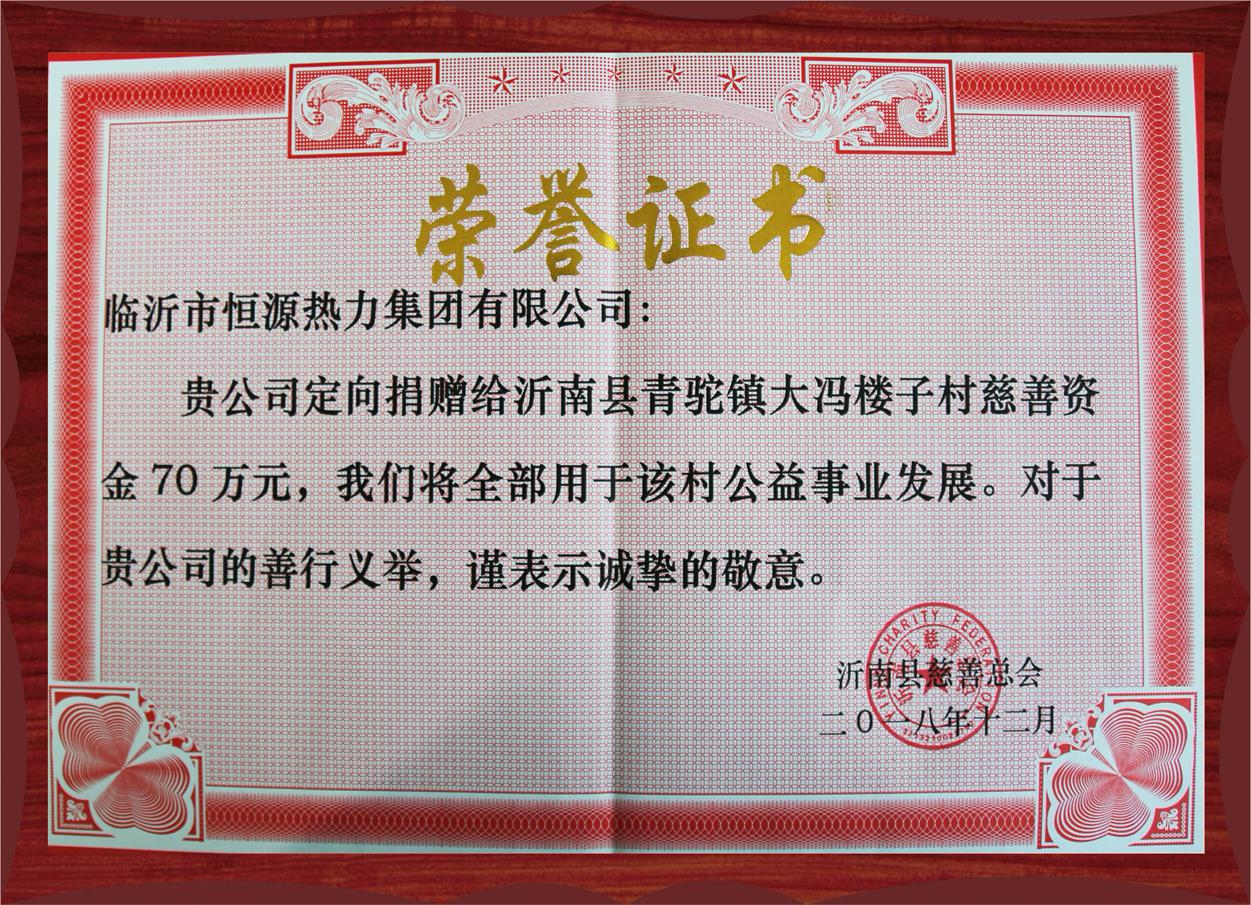 荣誉证书
临沂市恒源热力集团有限公司:
贵公司定向捐赠给沂南县青驼镇大冯楼子村慈善资
金 70 万元，我们将全部用于该村公益事业发展。对于
贵公司的善行义举，谨表示诚挚的敬意。
CHARITY FEDERATION
沂南县慈善总会
二〇一八年十二月